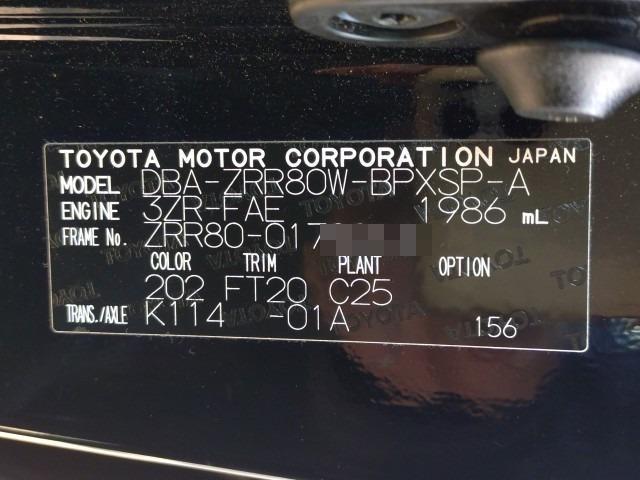 TOYOTA MOTOR CORPORATION JAPAN
MODEL DBA-ZRR80W-BPXSP-A
ENGINE 3ZR-FAE 1986 mL
FRAME No. ZRR80-017
COLOR TRIM PLANT OPTION
202 FT20 C25
TRANS./AXLE K114 -01A 156